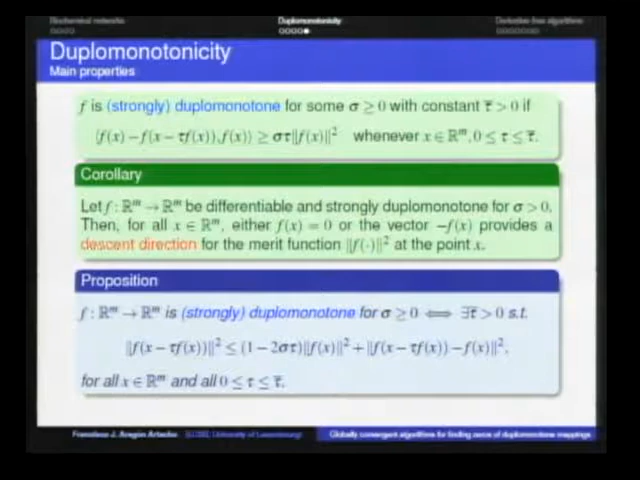 Biochemical networks Duplomonotonicity Derivative-free algorithms
Duplomonotonicity
Main properties
f is (strongly) duplomonotone for some σ ≥ 0 with constant τ̅ > 0 if
⟨f(x) − f(x − τf(x)), f(x)⟩ ≥ στ‖f(x)‖² whenever x ∈ ℝᵐ, 0 ≤ τ ≤ τ̅.
Corollary
Let f : ℝᵐ → ℝᵐ be differentiable and strongly duplomonotone for σ > 0.
Then, for all x ∈ ℝᵐ, either f(x) = 0 or the vector −f(x) provides a
descent direction for the merit function ‖f(·)‖² at the point x.
Proposition
f : ℝᵐ → ℝᵐ is (strongly) duplomonotone for σ ≥ 0 ⟺ ∃τ̅ > 0 s.t.
‖f(x − τf(x))‖² ≤ (1 − 2στ)‖f(x)‖² + ‖f(x − τf(x)) − f(x)‖²,
for all x ∈ ℝᵐ and all 0 ≤ τ ≤ τ̅.
Francisco J. Aragón Artacho University of Luxembourg) Globally convergent algorithms for finding zeros of duplomonotone mappings